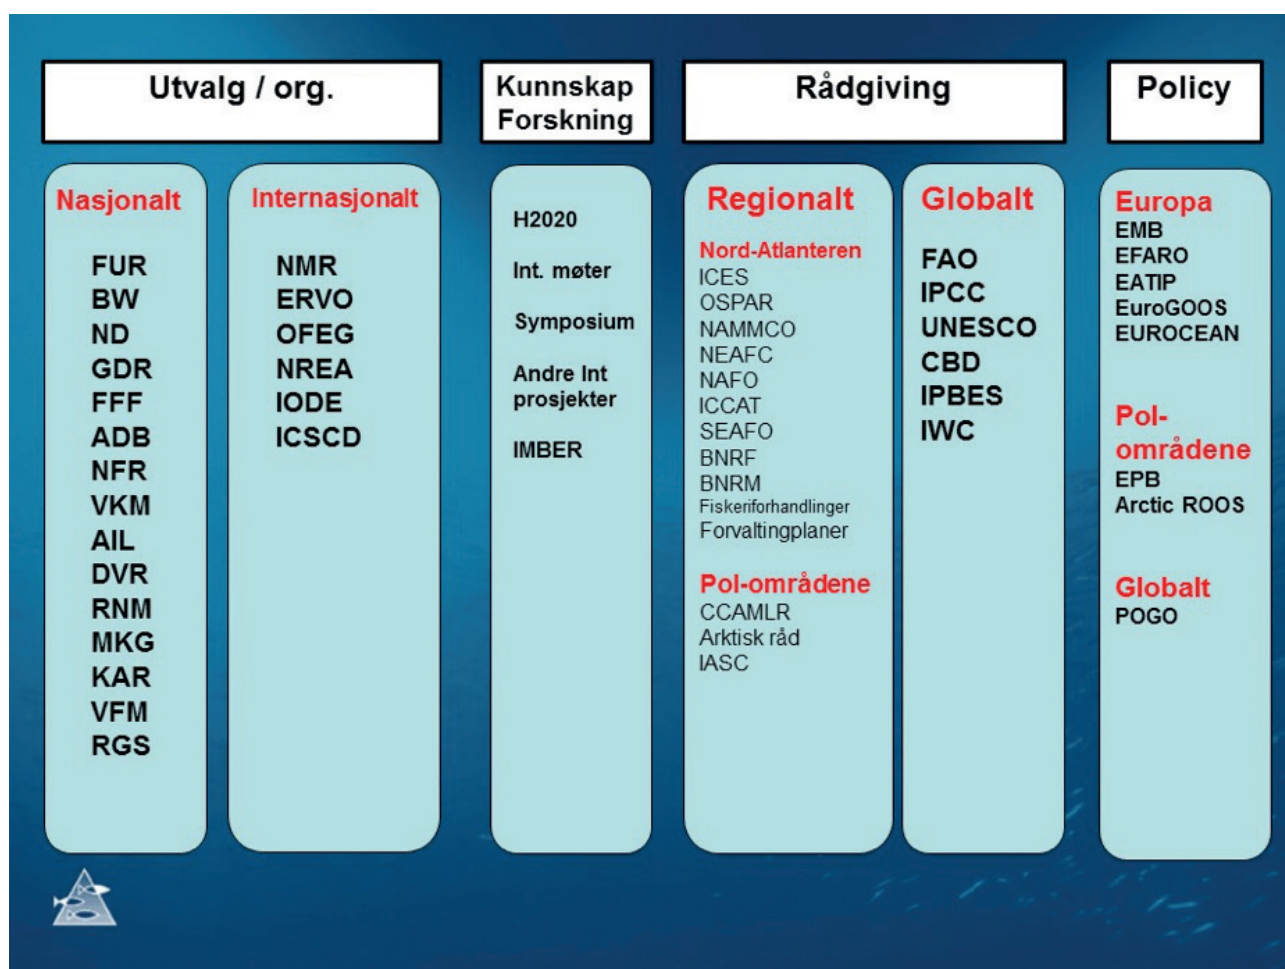 Utvalg / org.
Kunnskap
Forskning
Rådgiving
Policy
Nasjonalt
FUR
BW
ND
GDR
FFF
ADB
NFR
VKM
AIL
DVR
RNM
MKG
KAR
VFM
RGS
Internasjonalt
NMR
ERVO
OFEG
NREA
IODE
ICSCD
H2020
Int. møter
Symposium
Andre Int
prosjekter
IMBER
Regionalt
Nord-Atlanteren
ICES
OSPAR
NAMMCO
NEAFC
NAFO
ICCAT
SEAFO
BNRF
BNRM
Fiskeriforhandlinger
Forvaltingplaner
Pol-områdene
CCAMLR
Arktisk råd
IASC
Globalt
FAO
IPCC
UNESCO
CBD
IPBES
IWC
Europa
EMB
EFARO
EATIP
EuroGOOS
EUROCEAN
Pol-
områdene
EPB
Arctic ROOS
Globalt
POGO